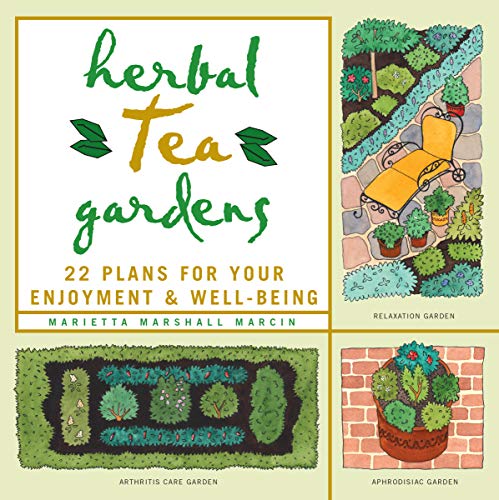 herbal
Tea
gardens
22 PLANS FOR YOUR
ENJOYMENT & WELL-BEING
MARIETTA MARSHALL MARCIN
RELAXATION GARDEN
ARTHRITIS CARE GARDEN
APHRODISIAC GARDEN